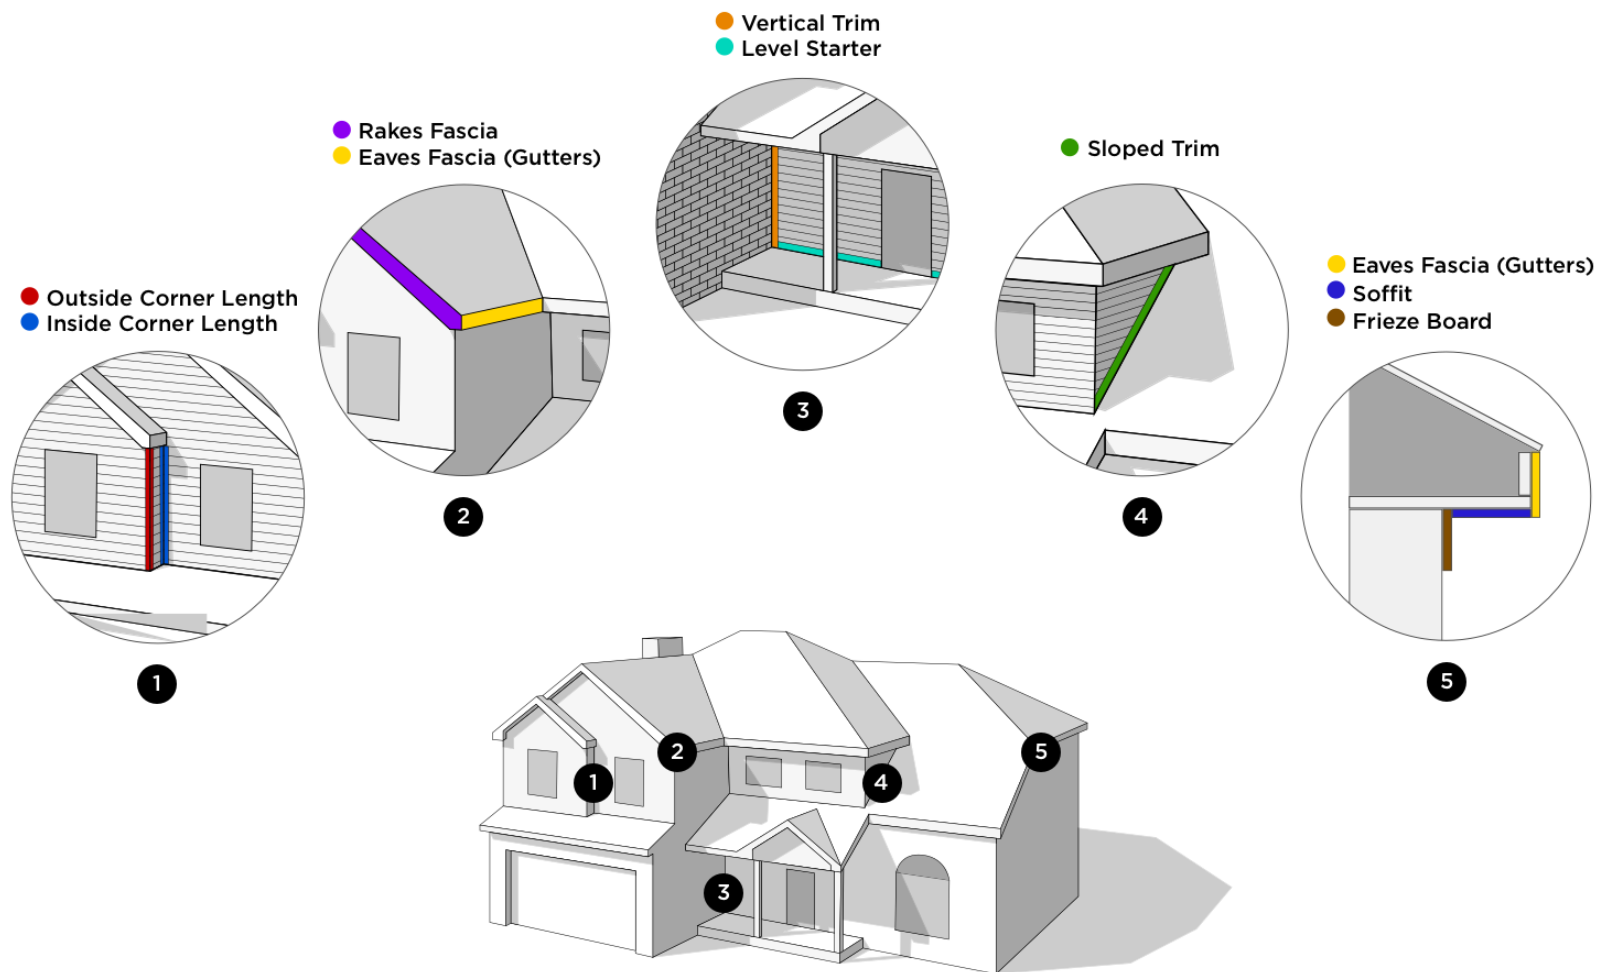 Vertical Trim
Level Starter
Rakes Fascia
Eaves Fascia (Gutters)
Sloped Trim
Eaves Fascia (Gutters)
Soffit
Frieze Board
Outside Corner Length
Inside Corner Length
3
2
4
1
5
2
5
1
4
3